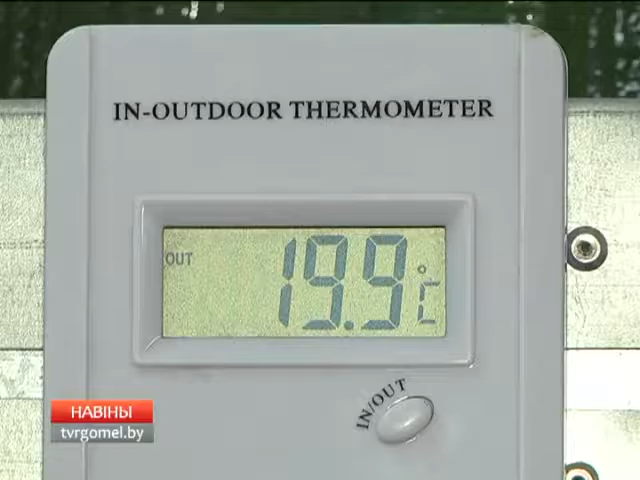 IN-OUTDOOR THERMOMETER
OUT
19.9 °C
IN/OUT
НАВІНЫ
tvrgomel.by